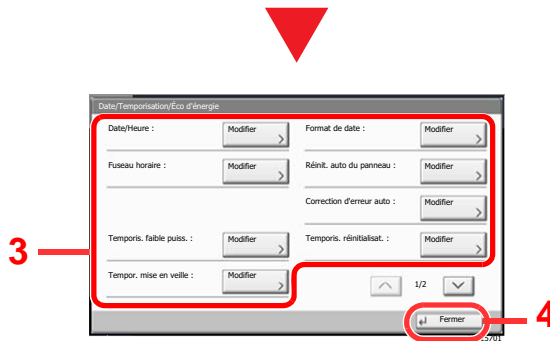 Date/Temporisation/Éco d'énergie
Date/Heure : Modifier Format de date : Modifier
Fuseau horaire : Modifier Réinit. auto du panneau : Modifier
Correction d'erreur auto : Modifier
3 Temporis. faible puiss. : Modifier Temporis. réinitialisat. : Modifier
Tempor. mise en veille : Modifier 1/2
Fermer 4